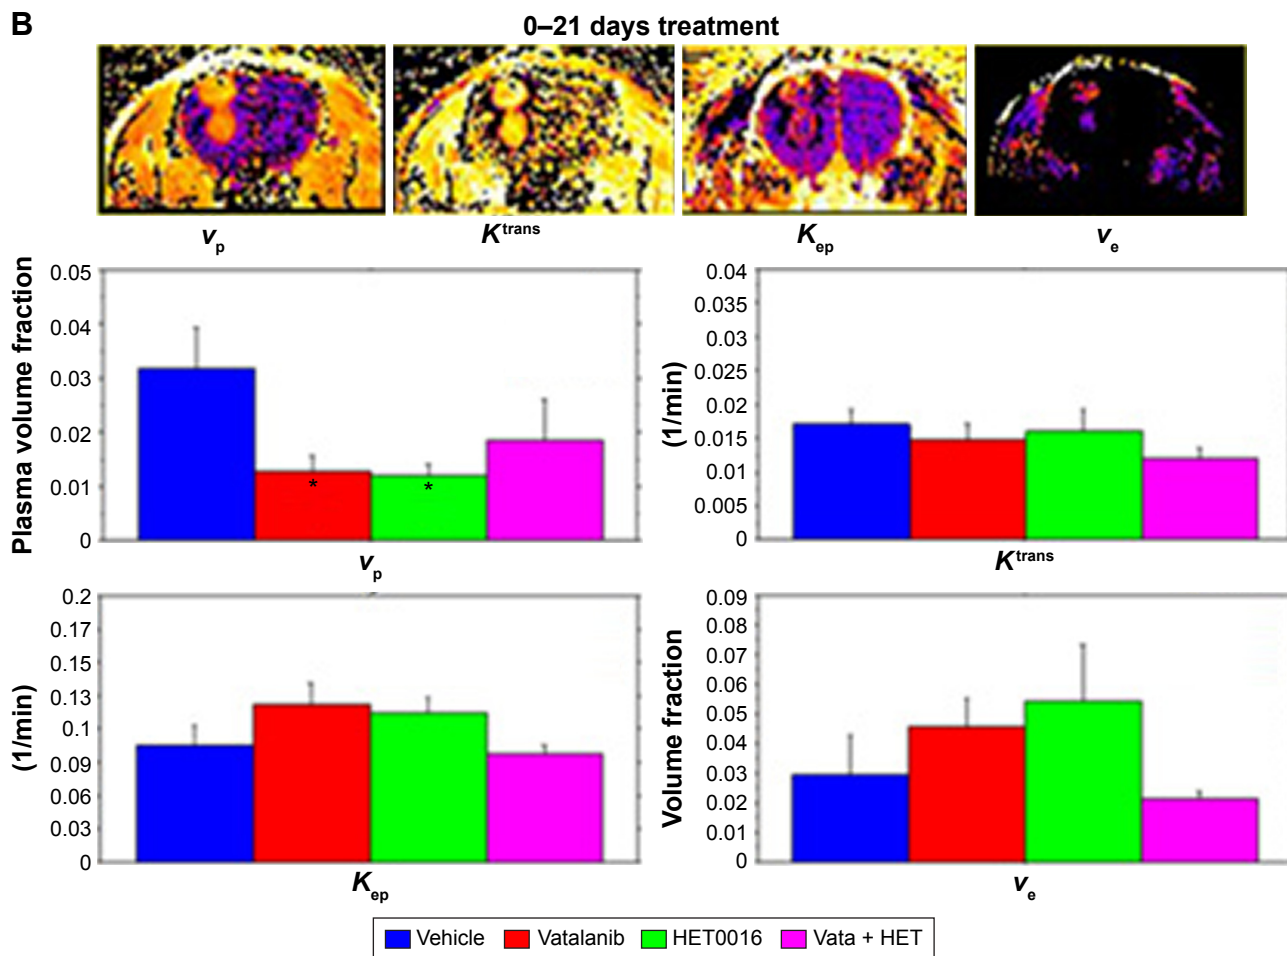 B
0–21 days treatment
vp
Ktrans
Kep
ve
Plasma volume fraction
0.05
0.04
0.03
0.02
0.01
0
*
*
vp
(1/min)
0.04
0.035
0.03
0.025
0.02
0.015
0.01
0.005
0
Ktrans
(1/min)
0.2
0.17
0.15
0.13
0.1
0.09
0.06
0.03
0
Kep
Volume fraction
0.09
0.08
0.07
0.06
0.05
0.04
0.03
0.02
0.01
0
ve
Vehicle Vatalanib HET0016 Vata + HET